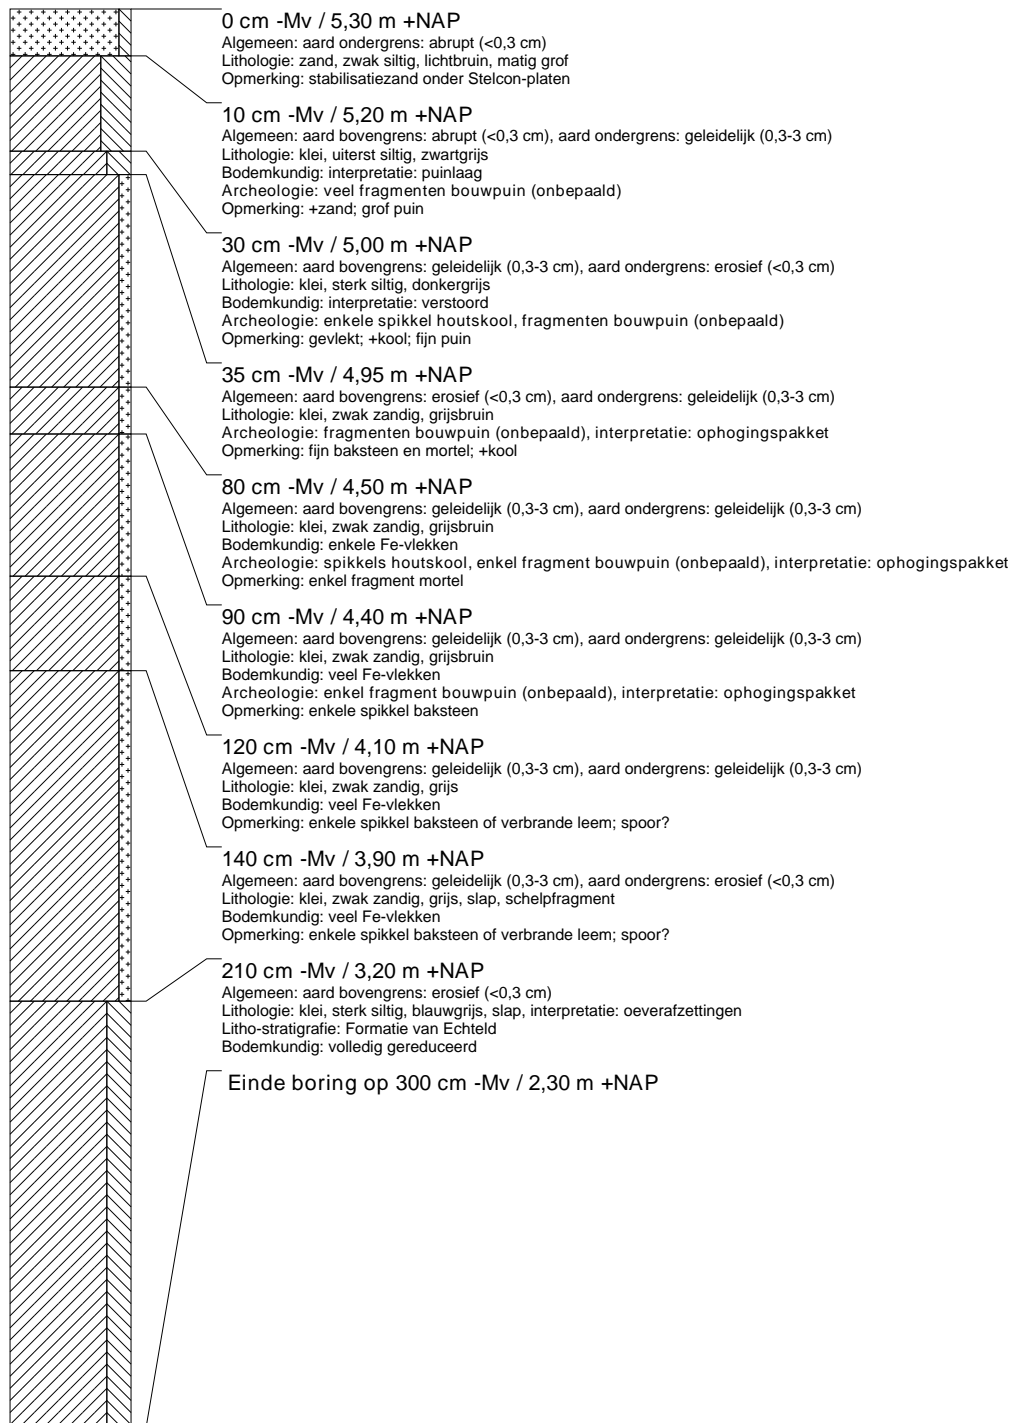 0 cm -Mv / 5,30 m +NAP
Algemeen: aard ondergrens: abrupt (<0,3 cm)
Lithologie: zand, zwak siltig, lichtbruin, matig grof
Opmerking: stabilisatiezand onder Stelcon-platen
10 cm -Mv / 5,20 m +NAP
Algemeen: aard bovengrens: abrupt (<0,3 cm), aard ondergrens: geleidelijk (0,3-3 cm)
Lithologie: klei, uiterst siltig, zwartgrijs
Bodemkundig: interpretatie: puinlaag
Archeologie: veel fragmenten bouwpuin (onbepaald)
Opmerking: +zand; grof puin
30 cm -Mv / 5,00 m +NAP
Algemeen: aard bovengrens: geleidelijk (0,3-3 cm), aard ondergrens: erosief (<0,3 cm)
Lithologie: klei, sterk siltig, donkergrijs
Bodemkundig: interpretatie: verstoord
Archeologie: enkele spikkel houtskool, fragmenten bouwpuin (onbepaald)
Opmerking: gevlekt; +kool; fijn puin
35 cm -Mv / 4,95 m +NAP
Algemeen: aard bovengrens: erosief (<0,3 cm), aard ondergrens: geleidelijk (0,3-3 cm)
Lithologie: klei, zwak zandig, grijsbruin
Archeologie: fragmenten bouwpuin (onbepaald), interpretatie: ophogingspakket
Opmerking: fijn baksteen en mortel; +kool
80 cm -Mv / 4,50 m +NAP
Algemeen: aard bovengrens: geleidelijk (0,3-3 cm), aard ondergrens: geleidelijk (0,3-3 cm)
Lithologie: klei, zwak zandig, grijsbruin
Bodemkundig: enkele Fe-vlekken
Archeologie: spikkels houtskool, enkel fragment bouwpuin (onbepaald), interpretatie: ophogingspakket
Opmerking: enkel fragment mortel
90 cm -Mv / 4,40 m +NAP
Algemeen: aard bovengrens: geleidelijk (0,3-3 cm), aard ondergrens: geleidelijk (0,3-3 cm)
Lithologie: klei, zwak zandig, grijsbruin
Bodemkundig: veel Fe-vlekken
Archeologie: enkel fragment bouwpuin (onbepaald), interpretatie: ophogingspakket
Opmerking: enkele spikkel baksteen
120 cm -Mv / 4,10 m +NAP
Algemeen: aard bovengrens: geleidelijk (0,3-3 cm), aard ondergrens: geleidelijk (0,3-3 cm)
Lithologie: klei, zwak zandig, grijs
Bodemkundig: veel Fe-vlekken
Opmerking: enkele spikkel baksteen of verbrande leem; spoor?
140 cm -Mv / 3,90 m +NAP
Algemeen: aard bovengrens: geleidelijk (0,3-3 cm), aard ondergrens: erosief (<0,3 cm)
Lithologie: klei, zwak zandig, grijs, slap, schelpfragment
Bodemkundig: veel Fe-vlekken
Opmerking: enkele spikkel baksteen of verbrande leem; spoor?
210 cm -Mv / 3,20 m +NAP
Algemeen: aard bovengrens: erosief (<0,3 cm)
Lithologie: klei, sterk siltig, blauwgrijs, slap, interpretatie: oeverafzettingen
Litho-stratigrafie: Formatie van Echteld
Bodemkundig: volledig gereduceerd
Einde boring op 300 cm -Mv / 2,30 m +NAP